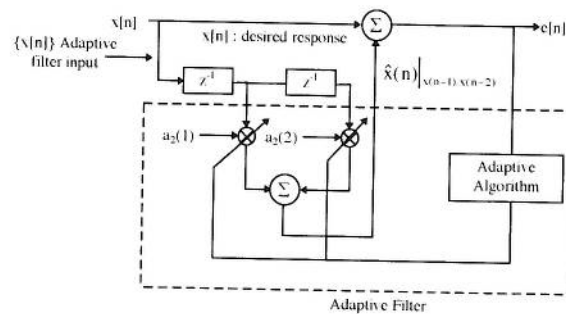 x[n]
Σ
e[n]
x[n] : desired response
{x[n]} Adaptive
filter input
z⁻¹
z⁻¹
x̂(n)|x(n−1).x(n−2)
a₂(1)
a₂(2)
Σ
Adaptive
Algorithm
Adaptive Filter